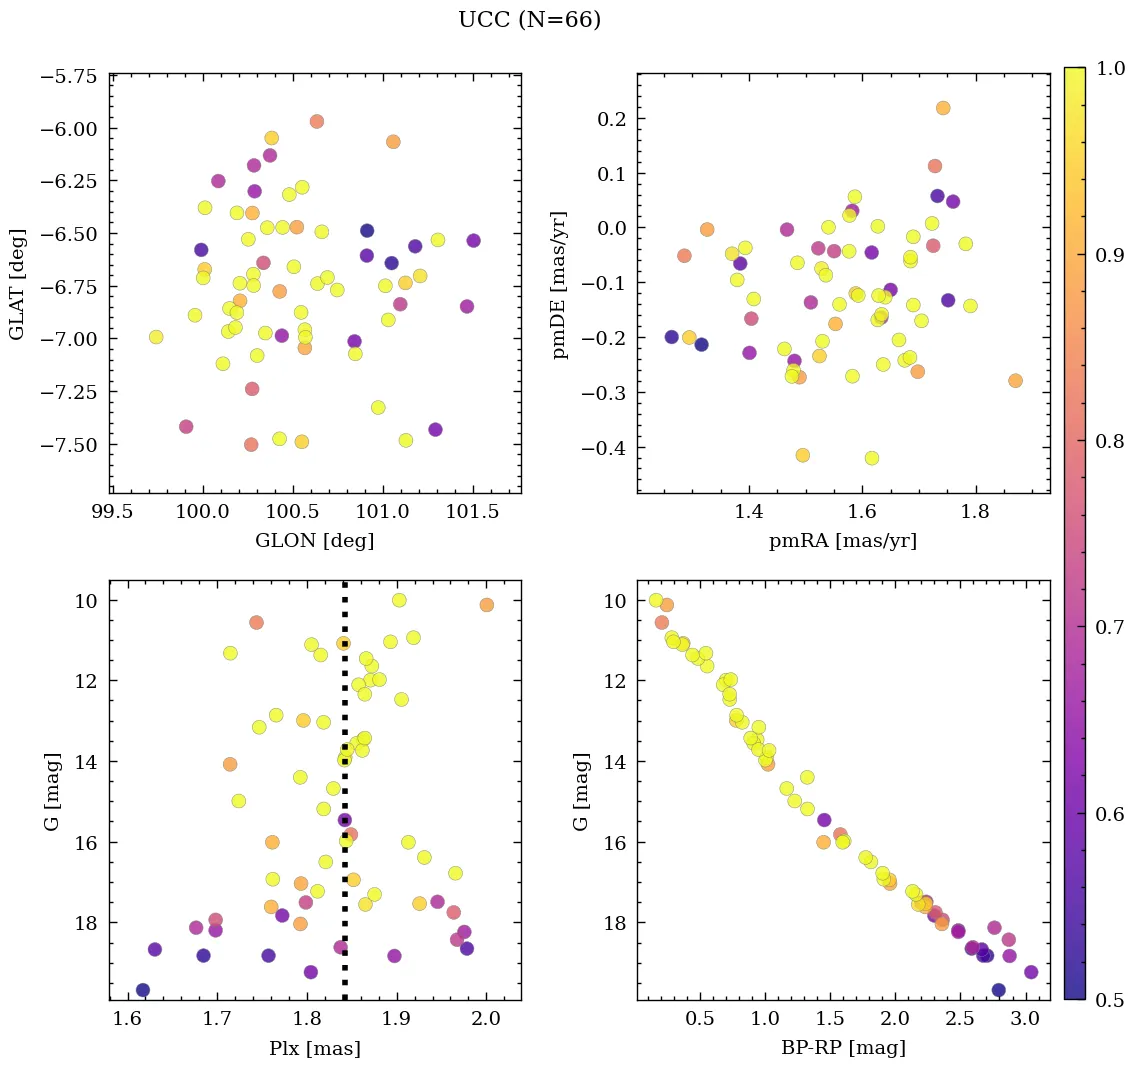 UCC (N=66)
−5.75
−6.00
−6.25
−6.50
−6.75
−7.00
−7.25
−7.50
GLAT [deg]
99.5 100.0 100.5 101.0 101.5
GLON [deg]
0.2
0.1
0.0
−0.1
−0.2
−0.3
−0.4
pmDE [mas/yr]
1.4 1.6 1.8
pmRA [mas/yr]
10
12
14
16
18
G [mag]
1.6 1.7 1.8 1.9 2.0
Plx [mas]
10
12
14
16
18
G [mag]
0.5 1.0 1.5 2.0 2.5 3.0
BP-RP [mag]
1.0
0.9
0.8
0.7
0.6
0.5